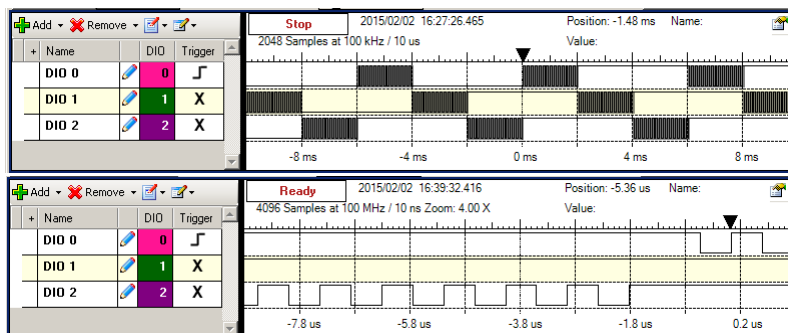 Add Remove
Stop 2015/02/02 16:27:26.465 Position: -1.48 ms Name:
2048 Samples at 100 kHz / 10 us Value:
+ Name DIO Trigger
DIO 0 0
DIO 1 1 X
DIO 2 2 X
-8 ms -4 ms 0 ms 4 ms 8 ms
Add Remove
Ready 2015/02/02 16:39:32.416 Position: -5.36 us Name:
4096 Samples at 100 MHz / 10 ns Zoom: 4.00 X Value:
+ Name DIO Trigger
DIO 0 0
DIO 1 1 X
DIO 2 2 X
-7.8 us -5.8 us -3.8 us -1.8 us 0.2 us